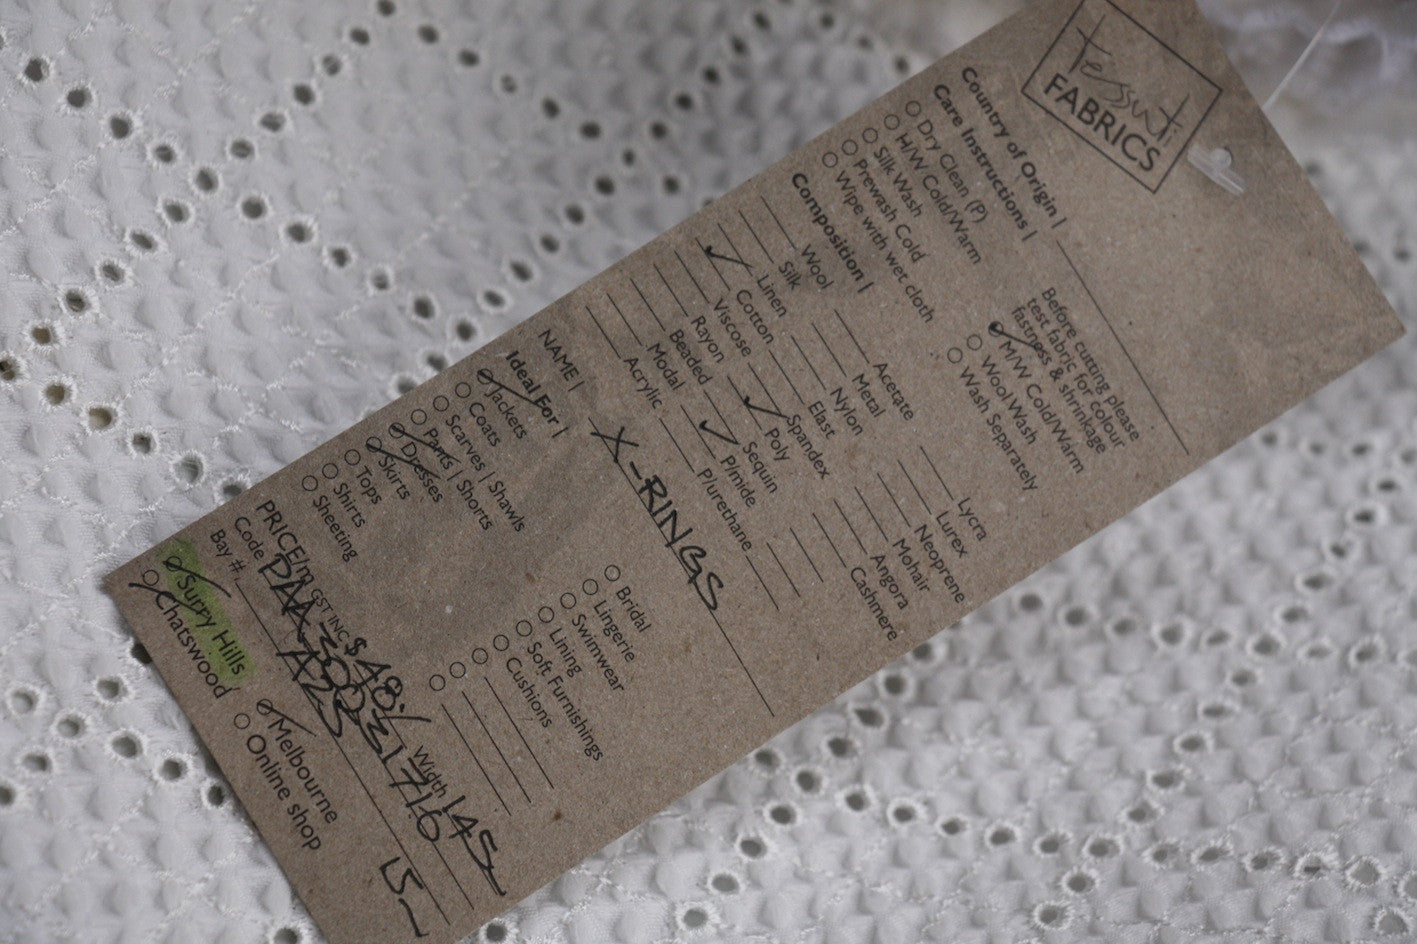 tessuti
FABRICS
Country of Origin |
Care Instructions |
Dry Clean (P)
H/W Cold/Warm
Silk Wash
Prewash Cold
Wipe with wet cloth
Before cutting please
test fabric for colour
fastness & shrinkage
M/W Cold/Warm
Wool Wash
Wash Separately
Composition |
Wool
Silk
Linen
Cotton
Viscose
Rayon
Beaded
Modal
Acrylic
Acetate
Metal
Nylon
Elast
Spandex
Poly
Sequin
P/mide
P/urethane
Lycra
Lurex
Neoprene
Mohair
Angora
Cashmere
NAME | X-RINGS
Ideal For |
Jackets
Coats
Scarves | Shawls
Pants | Shorts
Dresses
Skirts
Tops
Shirts
Sheeting
Bridal
Lingerie
Swimwear
Lining
Soft Furnishings
Cushions
PRICE/m GST INC $48./ Width 145
Code
Bay #
Surry Hills
Chatswood
Melbourne
Online shop